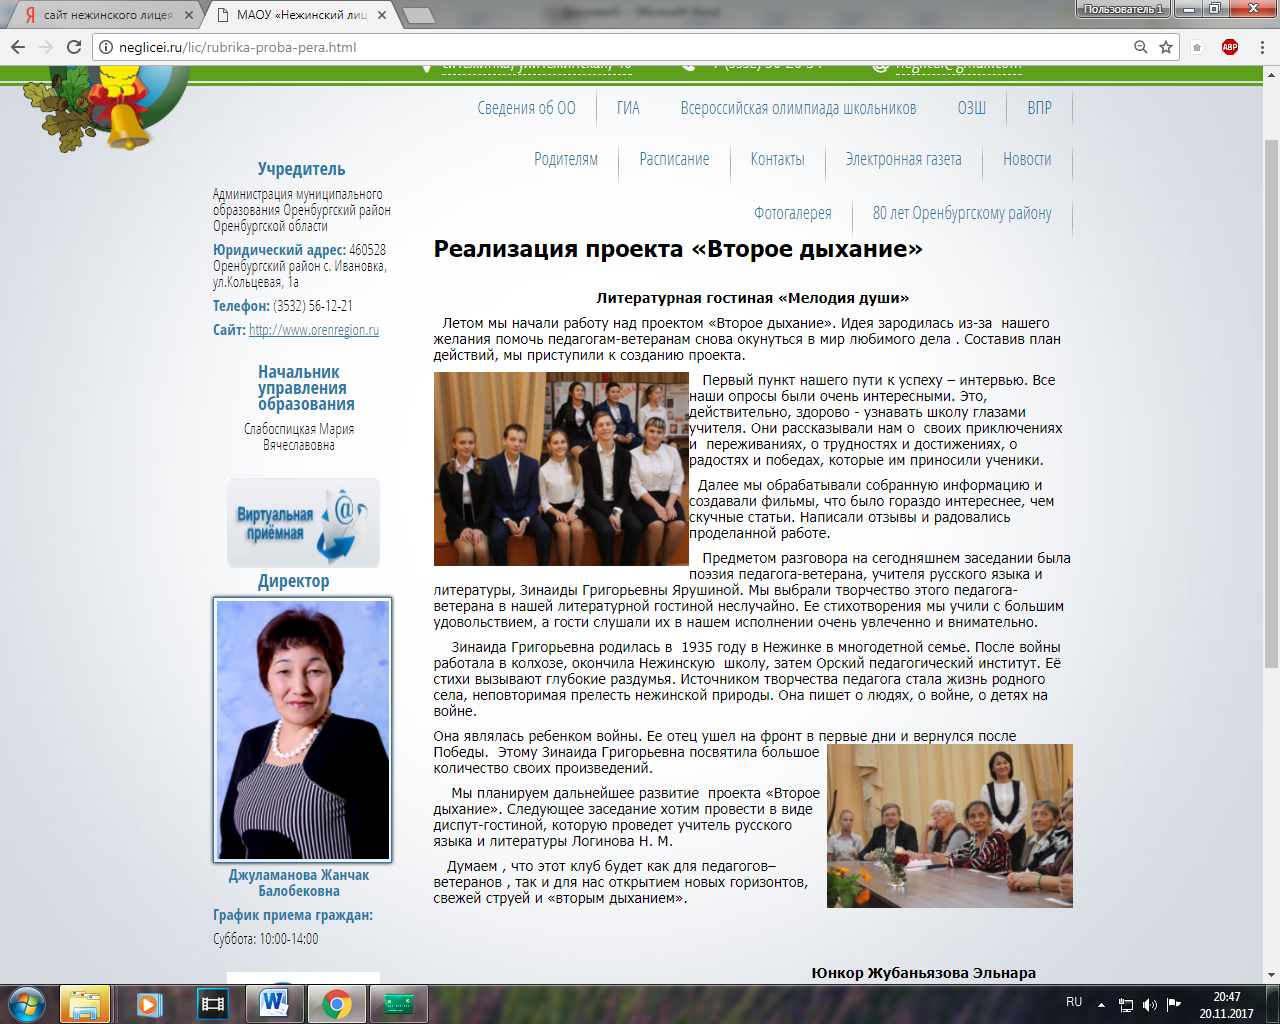 Пользователь 1
сайт нежинского лицея
МАОУ «Нежинский лиц
neglicei.ru/lic/rubrika-proba-pera.html
ABP
Сведения об ОО
ГИА
Всероссийская олимпиада школьников
ОЗШ
ВПР
Родителям
Расписание
Контакты
Электронная газета
Новости
Фотогалерея
80 лет Оренбургскому району
Учредитель
Администрация муниципального
образования Оренбургский район
Оренбургской области
Юридический адрес: 460528
Оренбургский район с. Ивановка,
ул.Кольцевая, 1а
Телефон: (3532) 56-12-21
Сайт: http://www.orenregion.ru
Начальник
управления
образования
Слабоспицкая Мария
Вячеславовна
Виртуальная
приёмная
Директор
Джуламанова Жанчак
Балобековна
График приема граждан:
Суббота: 10:00-14:00
Реализация проекта «Второе дыхание»
Литературная гостиная «Мелодия души»
Летом мы начали работу над проектом «Второе дыхание». Идея зародилась из-за нашего
желания помочь педагогам-ветеранам снова окунуться в мир любимого дела . Составив план
действий, мы приступили к созданию проекта.
Первый пункт нашего пути к успеху – интервью. Все
наши опросы были очень интересными. Это,
действительно, здорово - узнавать школу глазами
учителя. Они рассказывали нам о своих приключениях
и переживаниях, о трудностях и достижениях, о
радостях и победах, которые им приносили ученики.
Далее мы обрабатывали собранную информацию и
создавали фильмы, что было гораздо интереснее, чем
скучные статьи. Написали отзывы и радовались
проделанной работе.
Предметом разговора на сегодняшнем заседании была
поэзия педагога-ветерана, учителя русского языка и
литературы, Зинаиды Григорьевны Ярушиной. Мы выбрали творчество этого педагога-
ветерана в нашей литературной гостиной неслучайно. Ее стихотворения мы учили с большим
удовольствием, а гости слушали их в нашем исполнении очень увлеченно и внимательно.
Зинаида Григорьевна родилась в 1935 году в Нежинке в многодетной семье. После войны
работала в колхозе, окончила Нежинскую школу, затем Орский педагогический институт. Её
стихи вызывают глубокие раздумья. Источником творчества педагога стала жизнь родного
села, неповторимая прелесть нежинской природы. Она пишет о людях, о войне, о детях на
войне.
Она являлась ребенком войны. Ее отец ушел на фронт в первые дни и вернулся после
Победы. Этому Зинаида Григорьевна посвятила большое
количество своих произведений.
Мы планируем дальнейшее развитие проекта «Второе
дыхание». Следующее заседание хотим провести в виде
диспут-гостиной, которую проведет учитель русского
языка и литературы Логинова Н. М.
Думаем , что этот клуб будет как для педагогов–
ветеранов , так и для нас открытием новых горизонтов,
свежей струей и «вторым дыханием».
Юнкор Жубаньязова Эльнара
RU
20:47
20.11.2017